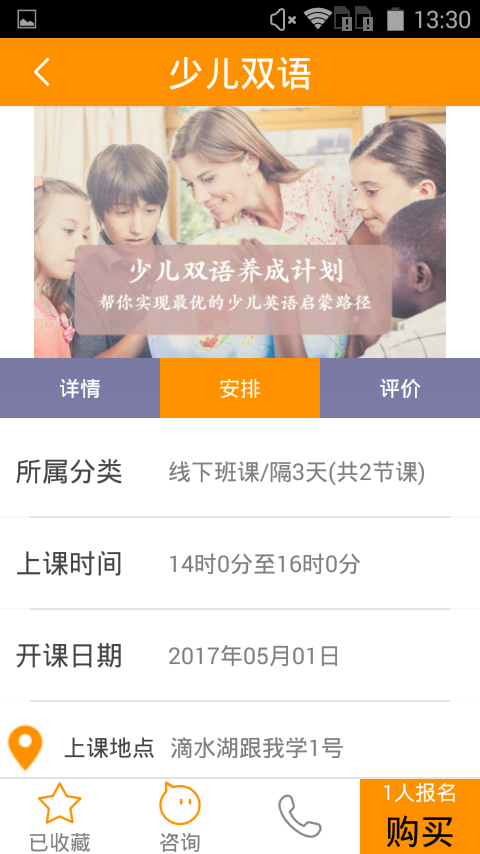 13:30
少儿双语
少儿双语养成计划
帮你实现最优的少儿英语启蒙路径
详情
安排
评价
所属分类 线下班课/隔3天(共2节课)
上课时间 14时0分至16时0分
开课日期 2017年05月01日
上课地点 滴水湖跟我学1号
已收藏
咨询
1人报名
购买